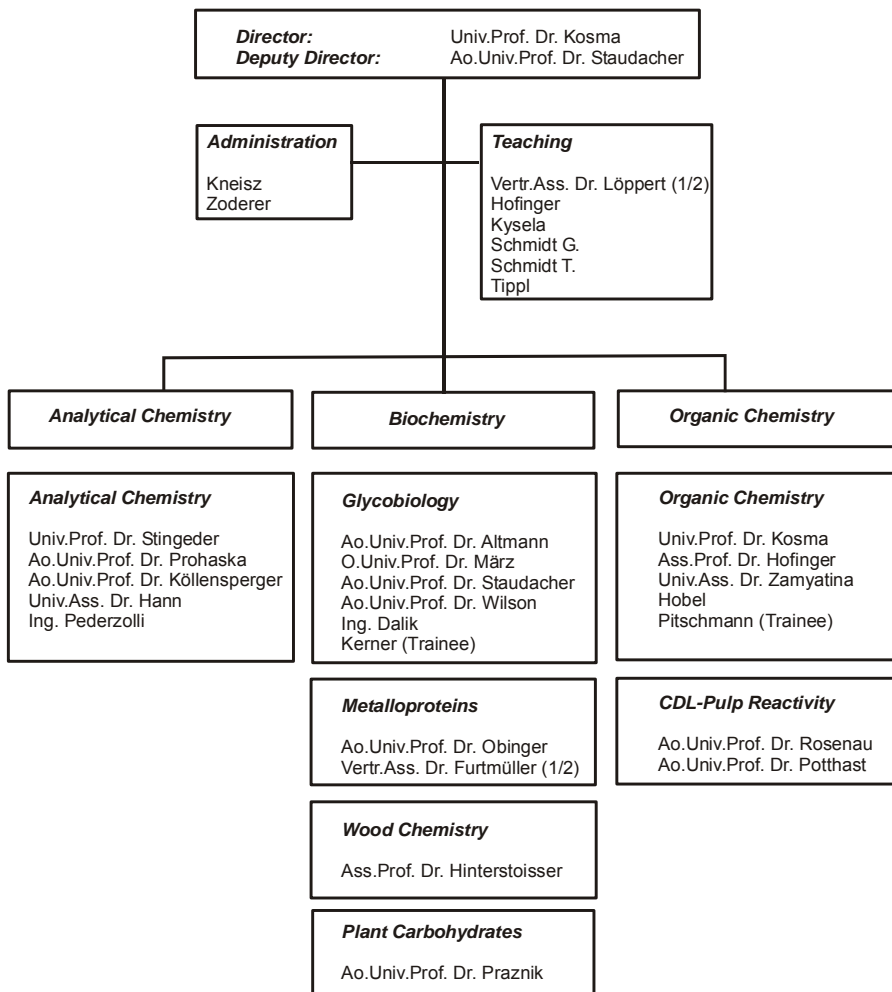 Director: Univ.Prof. Dr. Kosma
Deputy Director: Ao.Univ.Prof. Dr. Staudacher
Administration
Kneisz
Zoderer
Teaching
Vertr.Ass. Dr. Löppert (1/2)
Hofinger
Kysela
Schmidt G.
Schmidt T.
Tippl
Analytical Chemistry
Biochemistry
Organic Chemistry
Analytical Chemistry
Univ.Prof. Dr. Stingeder
Ao.Univ.Prof. Dr. Prohaska
Ao.Univ.Prof. Dr. Köllensperger
Univ.Ass. Dr. Hann
Ing. Pederzolli
Glycobiology
Ao.Univ.Prof. Dr. Altmann
O.Univ.Prof. Dr. März
Ao.Univ.Prof. Dr. Staudacher
Ao.Univ.Prof. Dr. Wilson
Ing. Dalik
Kerner (Trainee)
Organic Chemistry
Univ.Prof. Dr. Kosma
Ass.Prof. Dr. Hofinger
Univ.Ass. Dr. Zamyatina
Hobel
Pitschmann (Trainee)
Metalloproteins
Ao.Univ.Prof. Dr. Obinger
Vertr.Ass. Dr. Furtmüller (1/2)
CDL-Pulp Reactivity
Ao.Univ.Prof. Dr. Rosenau
Ao.Univ.Prof. Dr. Potthast
Wood Chemistry
Ass.Prof. Dr. Hinterstoisser
Plant Carbohydrates
Ao.Univ.Prof. Dr. Praznik